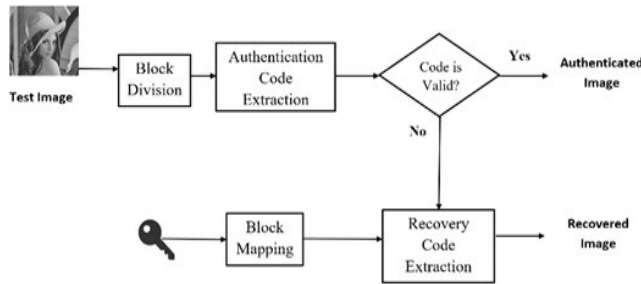 Test Image
Block
Division
Authentication
Code
Extraction
Code is
Valid?
Yes
No
Authenticated
Image
Block
Mapping
Recovery
Code
Extraction
Recovered
Image